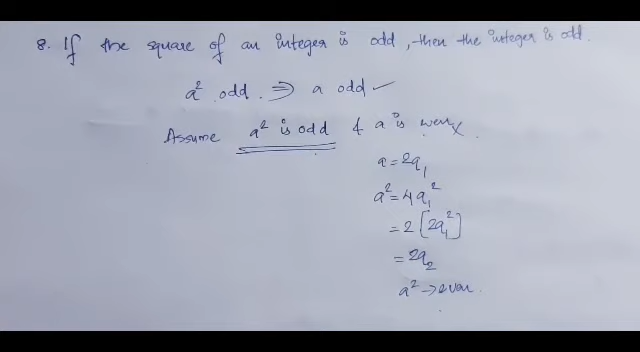 8. If the square of an integer is odd, then the integer is odd.
a² odd. ⇒ a odd ✓
Assume a² is odd & a is even x
a = 2a₁
a² = 4a₁²
= 2 [2a₁²]
= 2a₂
a² → even.